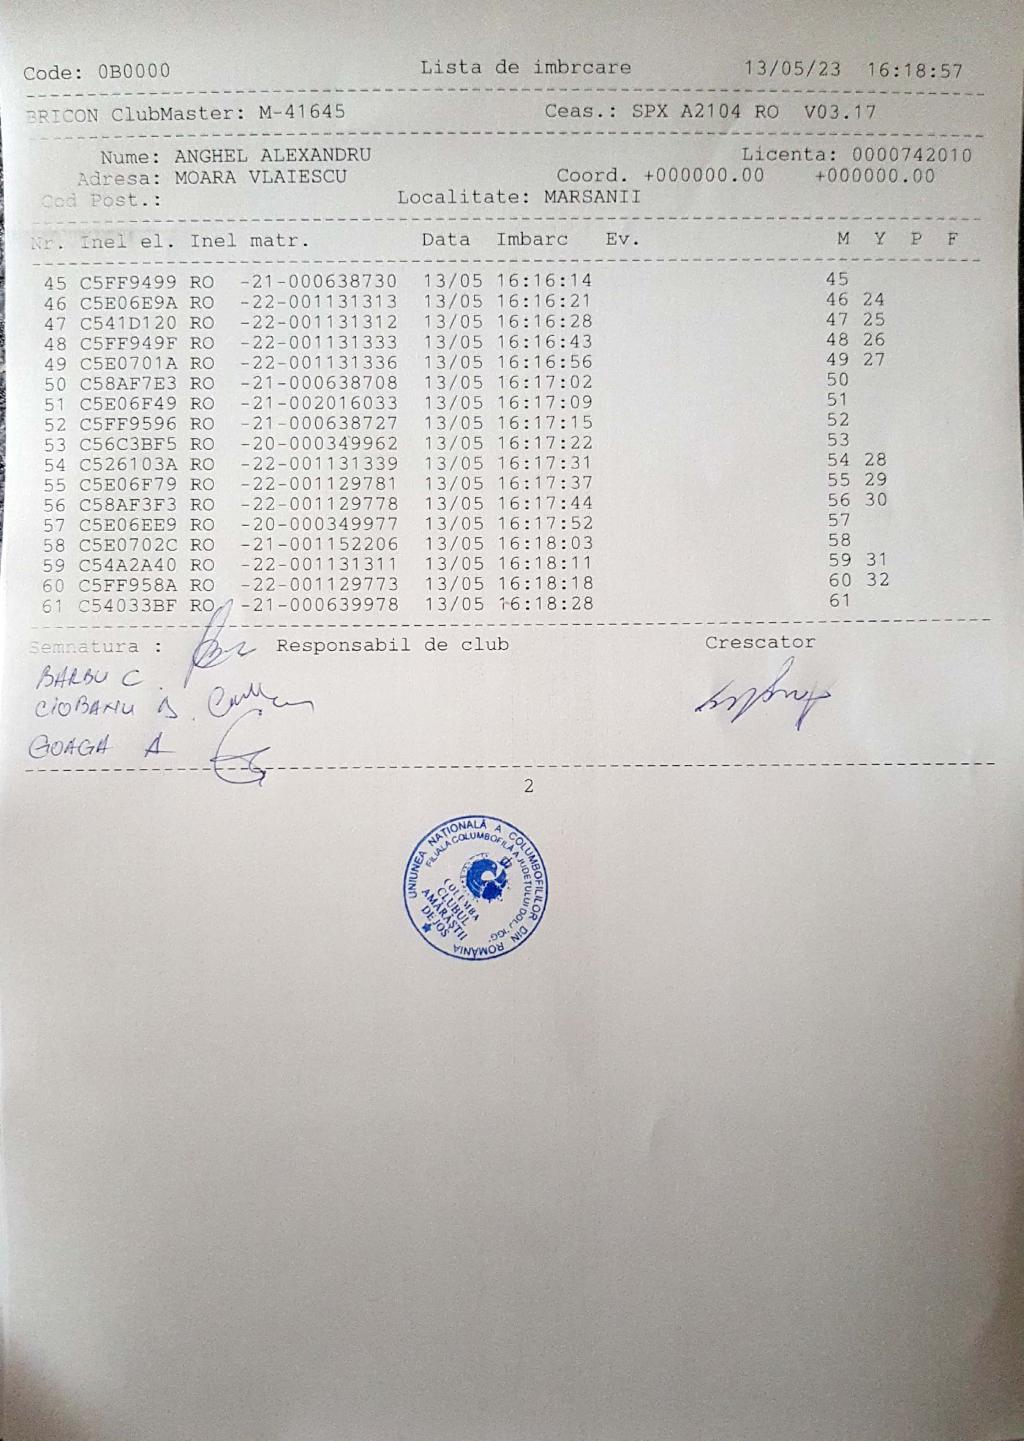 Code: 0B0000 Lista de imbrcare 13/05/23 16:18:57
BRICON ClubMaster: M-41645 Ceas.: SPX A2104 RO V03.17
Nume: ANGHEL ALEXANDRU Licenta: 0000742010
Adresa: MOARA VLAIESCU Coord. +000000.00 +000000.00
Cod Post.: Localitate: MARSANII
Nr. Inel el. Inel matr. Data Imbarc Ev. M Y P F
45 C5FF9499 RO -21-000638730 13/05 16:16:14 45
46 C5E06E9A RO -22-001131313 13/05 16:16:21 46 24
47 C541D120 RO -22-001131312 13/05 16:16:28 47 25
48 C5FF949F RO -22-001131333 13/05 16:16:43 48 26
49 C5E0701A RO -22-001131336 13/05 16:16:56 49 27
50 C58AF7E3 RO -21-000638708 13/05 16:17:02 50
51 C5E06F49 RO -21-002016033 13/05 16:17:09 51
52 C5FF9596 RO -21-000638727 13/05 16:17:15 52
53 C56C3BF5 RO -20-000349962 13/05 16:17:22 53
54 C526103A RO -22-001131339 13/05 16:17:31 54 28
55 C5E06F79 RO -22-001129781 13/05 16:17:37 55 29
56 C58AF3F3 RO -22-001129778 13/05 16:17:44 56 30
57 C5E06EE9 RO -20-000349977 13/05 16:17:52 57
58 C5E0702C RO -21-001152206 13/05 16:18:03 58
59 C54A2A40 RO -22-001131311 13/05 16:18:11 59 31
60 C5FF958A RO -22-001129773 13/05 16:18:18 60 32
61 C54033BF RO -21-000639978 13/05 16:18:28 61
Semnatura : Responsabil de club Crescator
BARBU C.
CIOBANU
GOAGA A
2
UNIUNEA NAȚIONALĂ A COLUMBOFILILOR DIN ROMÂNIA
FILIALA COLUMBOFILĂ A JUDEȚULUI DOLJ
COLUMBA
CLUBUL
AMĂRĂȘTII
DE JOS